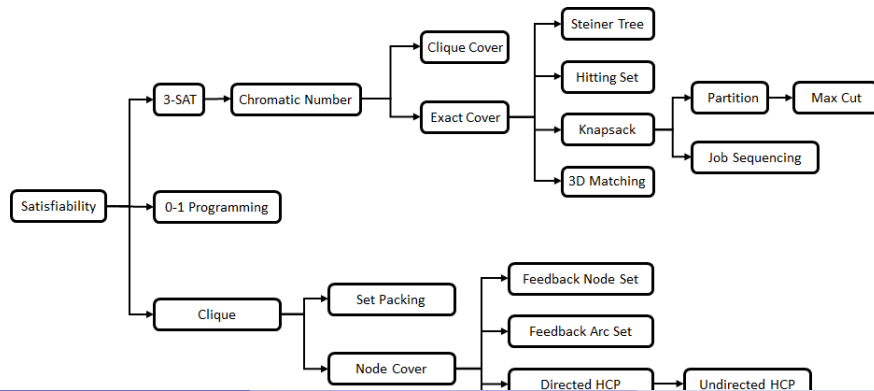 Steiner Tree
Clique Cover
Hitting Set
3-SAT
Chromatic Number
Partition
Max Cut
Exact Cover
Knapsack
Job Sequencing
3D Matching
Satisfiability
0-1 Programming
Feedback Node Set
Set Packing
Clique
Feedback Arc Set
Node Cover
Directed HCP
Undirected HCP